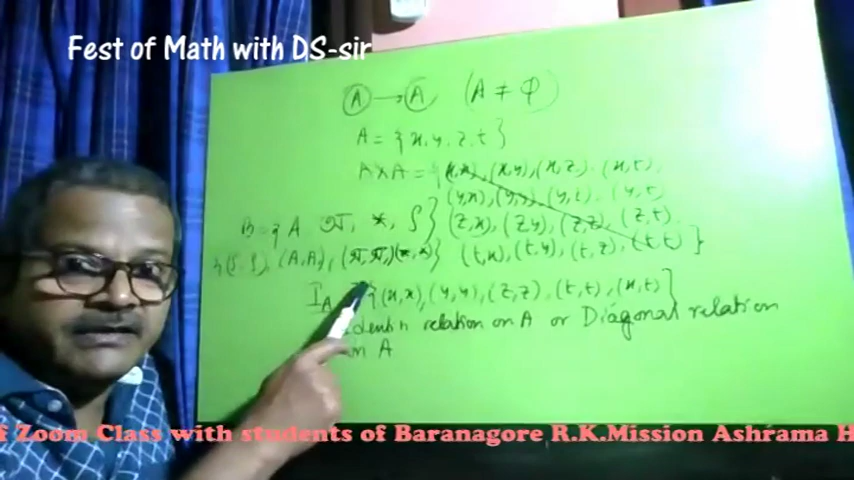 Fest of Math with DS-sir
Ⓐ → Ⓐ (A ≠ φ)
A = {x, y, z, t}
A×A = {(x,x), (x,y), (x,z), (x,t),
(y,x), (y,y), (y,z), (y,t)
B = {A
(z,x), (z,y), (z,z), (z,t)
(A,A),
(t,x), (t,y), (t,z), (t,t)}
I_A {(x,x), (y,y), (z,z), (t,t), (x,t)}
relation on A or Diagonal relation
on A
f Zoom Class with students of Baranagore R.K.Mission Ashrama H